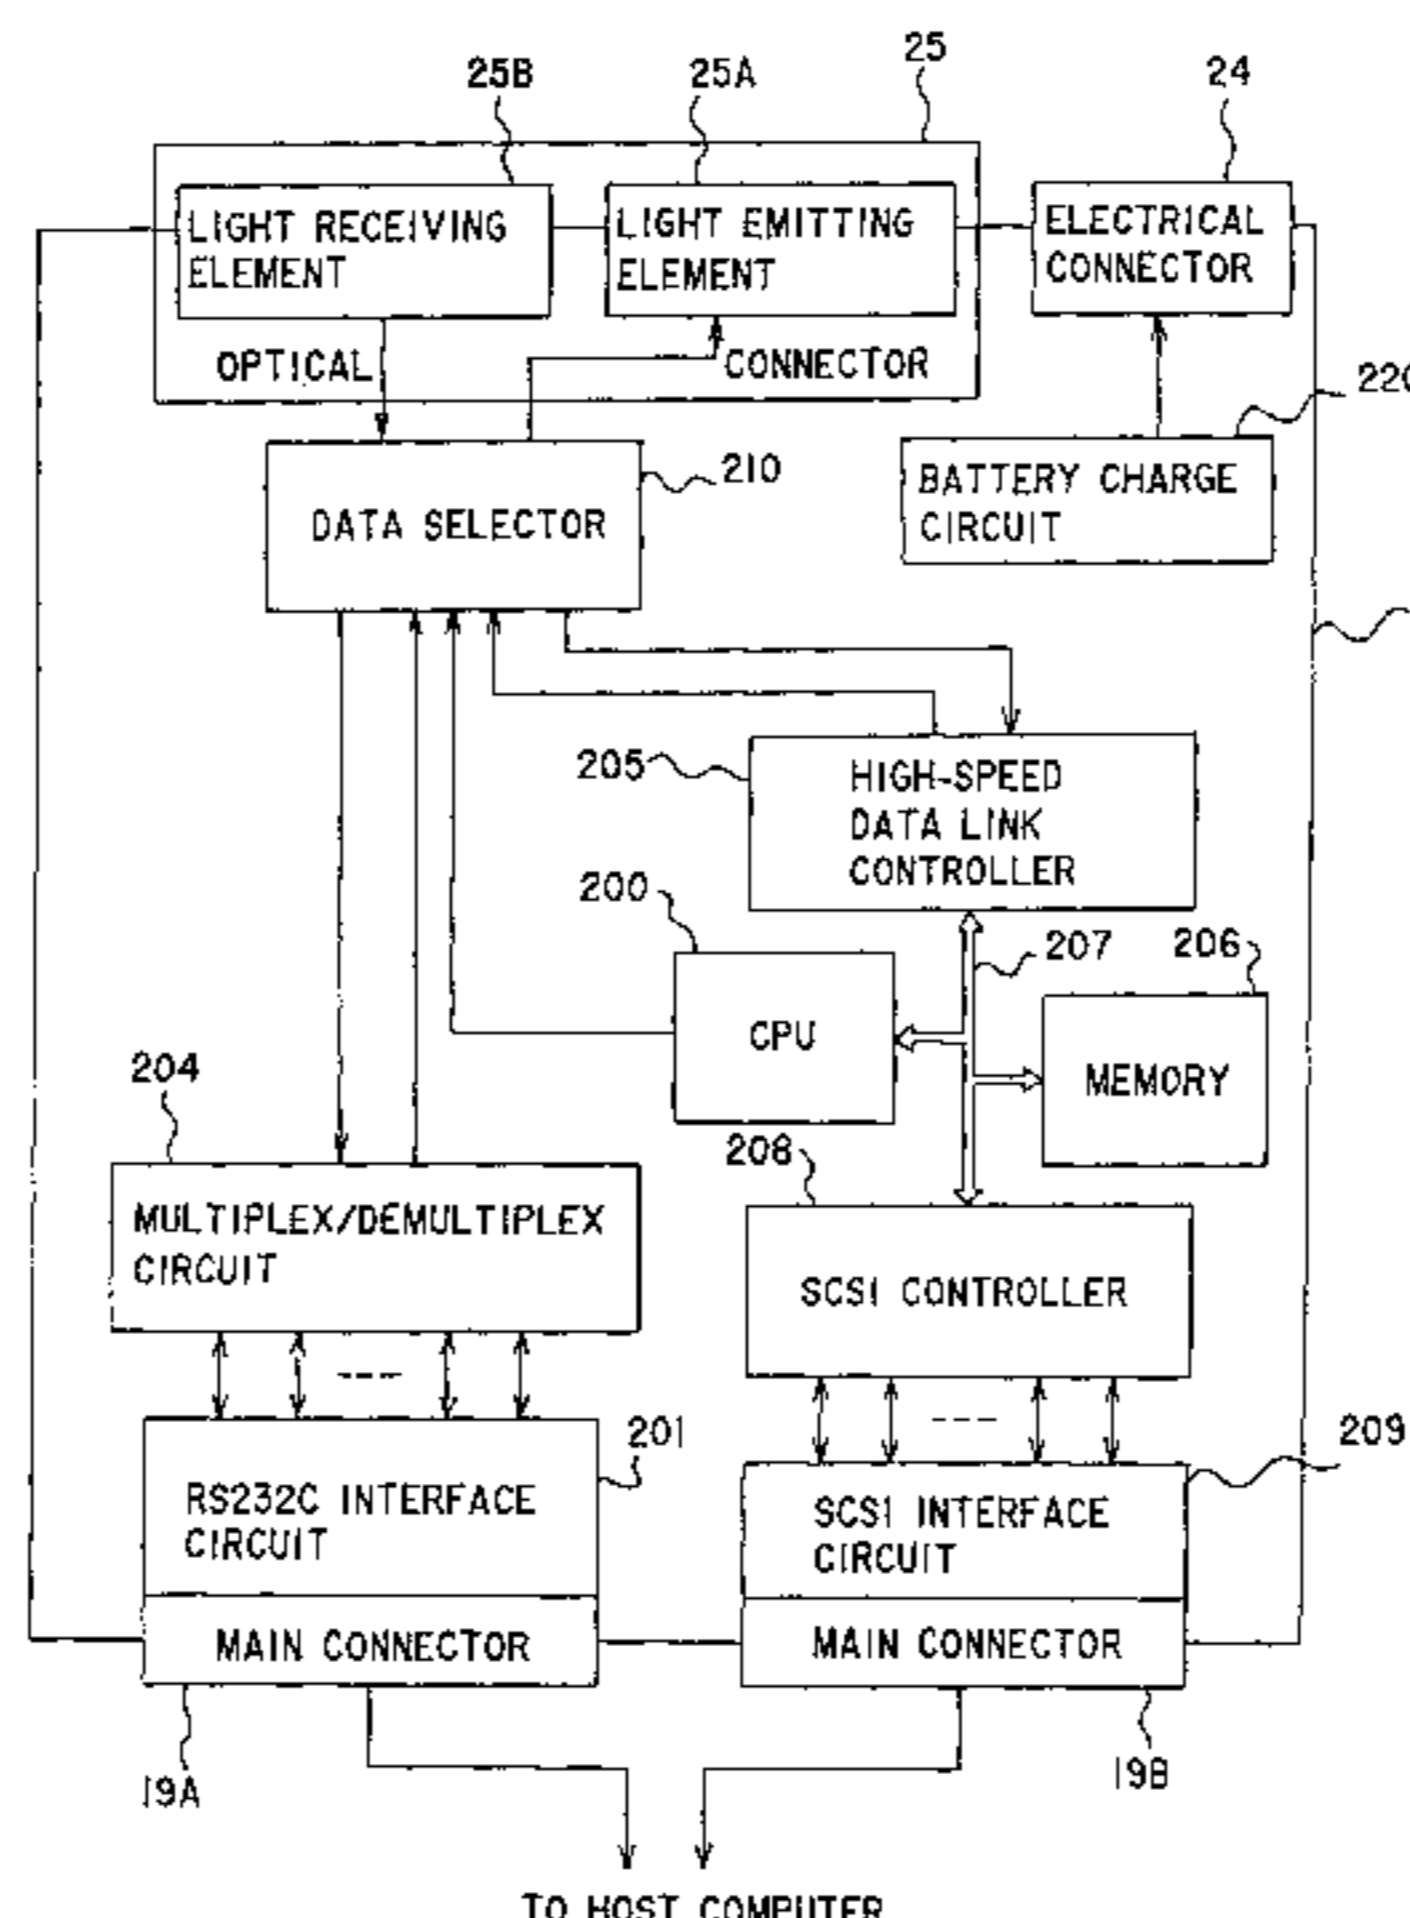 25
25B
25A
24
LIGHT RECEIVING
ELEMENT
LIGHT EMITTING
ELEMENT
ELECTRICAL
CONNECTOR
OPTICAL
CONNECTOR
220
210
DATA SELECTOR
BATTERY CHARGE
CIRCUIT
205
HIGH-SPEED
DATA LINK
CONTROLLER
200
207
206
CPU
MEMORY
204
208
MULTIPLEX/DEMULTIPLEX
CIRCUIT
SCSI CONTROLLER
201
209
RS232C INTERFACE
CIRCUIT
SCSI INTERFACE
CIRCUIT
MAIN CONNECTOR
MAIN CONNECTOR
19A
19B
TO HOST COMPUTER